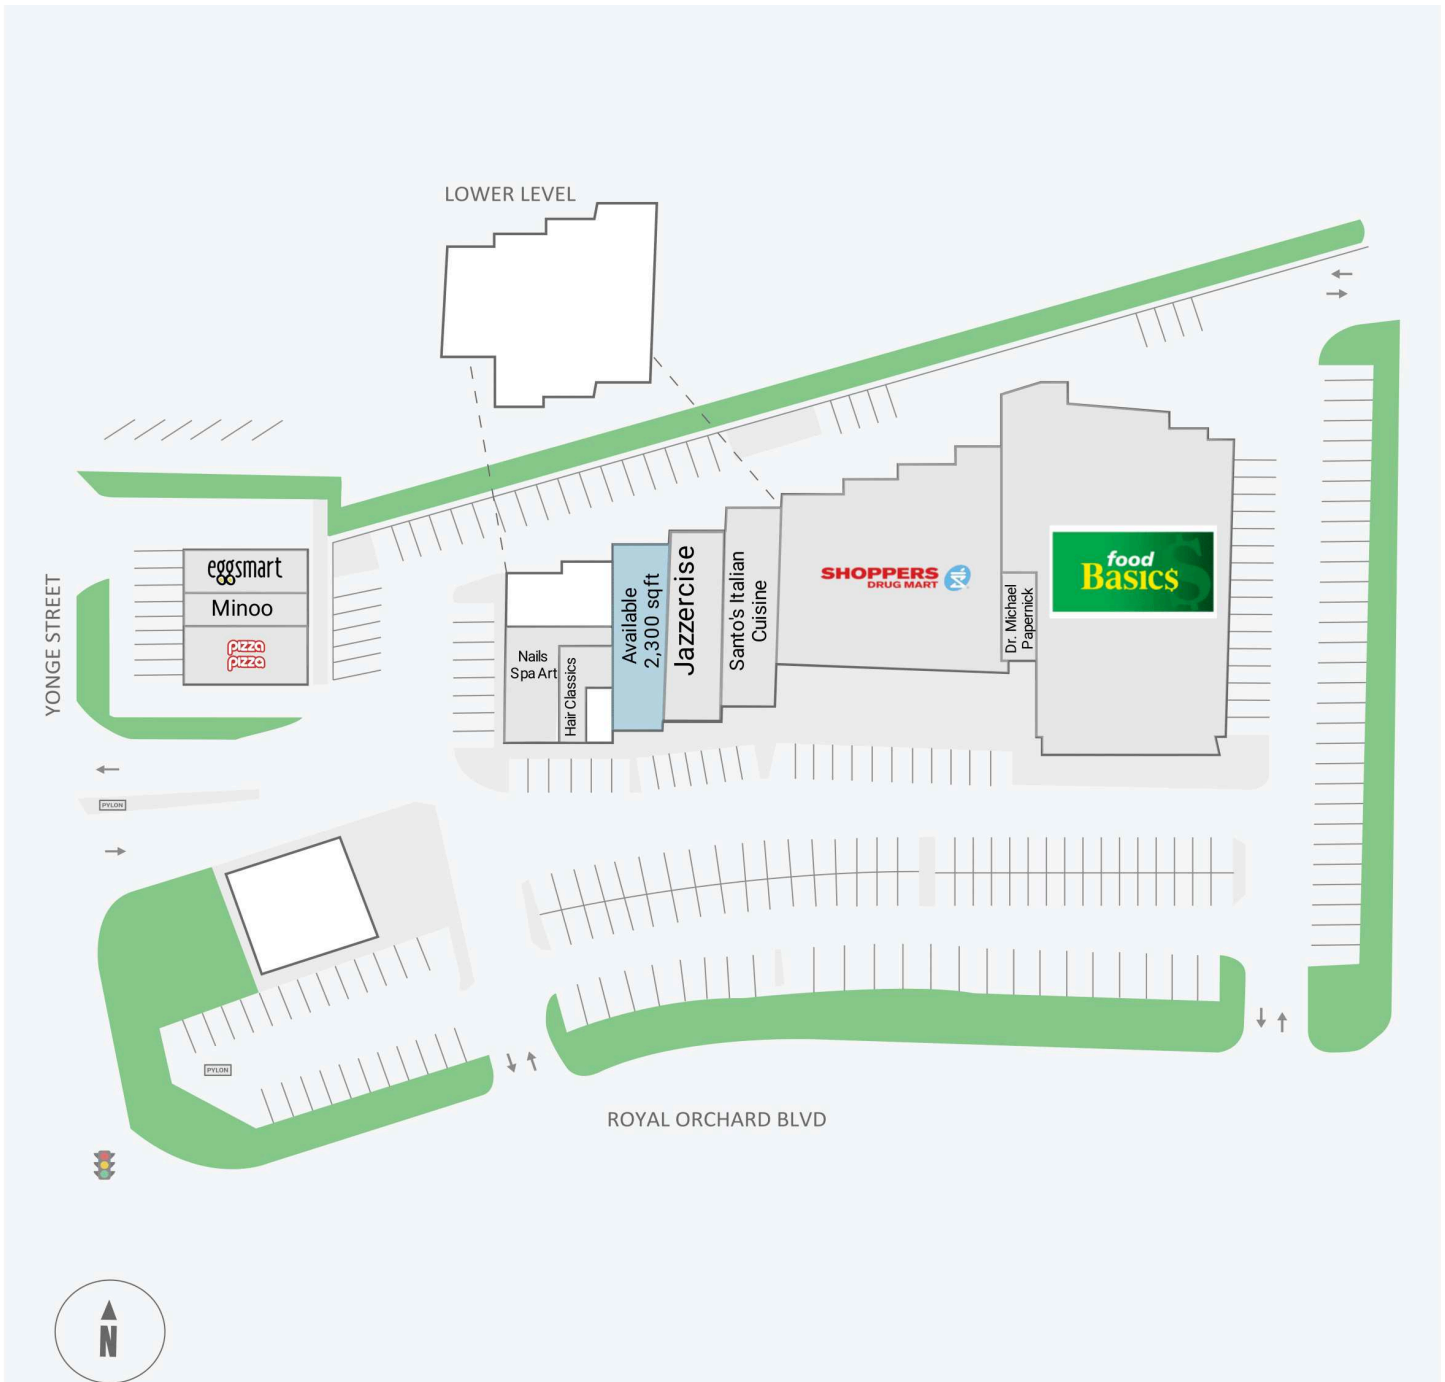 LOWER LEVEL
eggsmart
Minoo
pizza
pizza
YONGE STREET
Nails
Spa Art
Hair Classics
Available
2,300 sqft
Jazzercise
Santo's Italian
Cuisine
SHOPPERS
DRUG MART
Dr. Michael
Papernick
food
Basic$
PYLON
PYLON
ROYAL ORCHARD BLVD
N